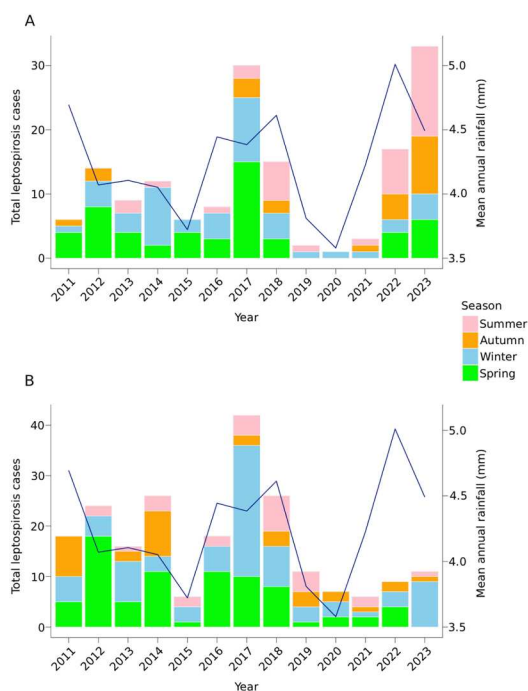 A
Total leptospirosis cases
30
20
10
0
Mean annual rainfall (mm)
5.0
4.5
4.0
3.5
2011 2012 2013 2014 2015 2016 2017 2018 2019 2020 2021 2022 2023
Year
Season
Summer
Autumn
Winter
Spring
B
Total leptospirosis cases
40
30
20
10
0
Mean annual rainfall (mm)
5.0
4.5
4.0
3.5
2011 2012 2013 2014 2015 2016 2017 2018 2019 2020 2021 2022 2023
Year